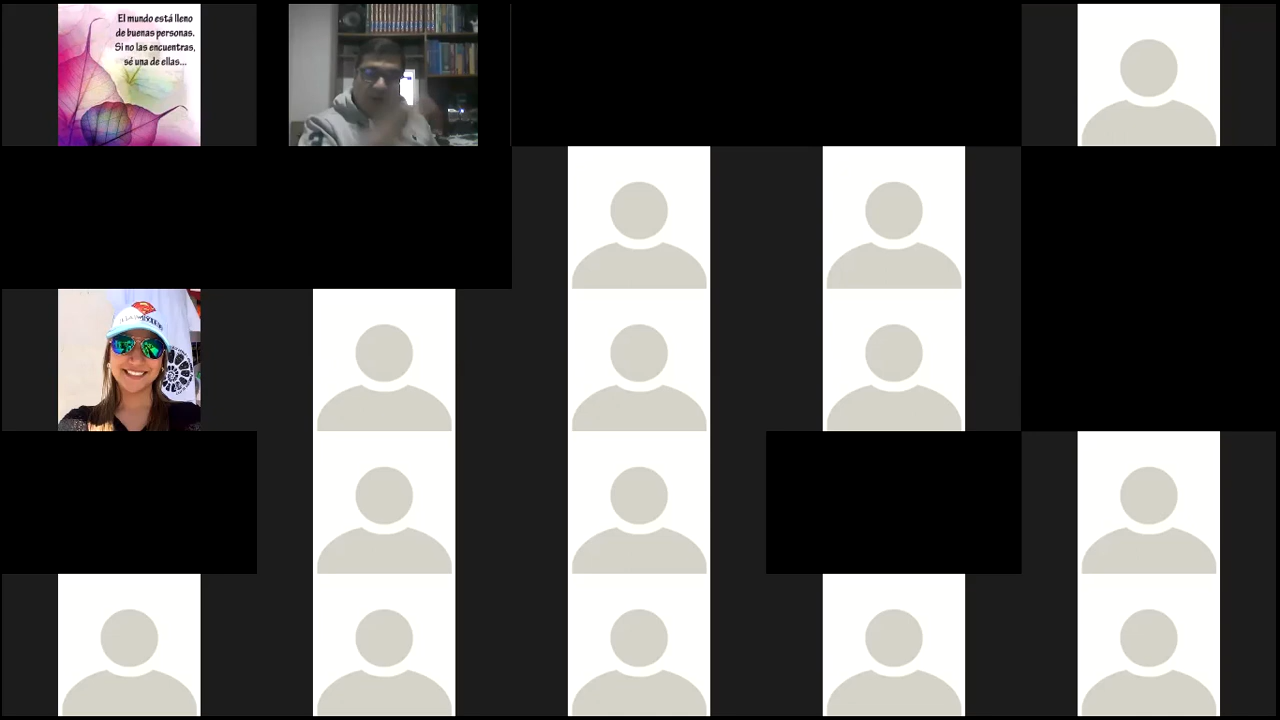 El mundo está lleno
de buenas personas.
Si no las encuentras,
sé una de ellas...